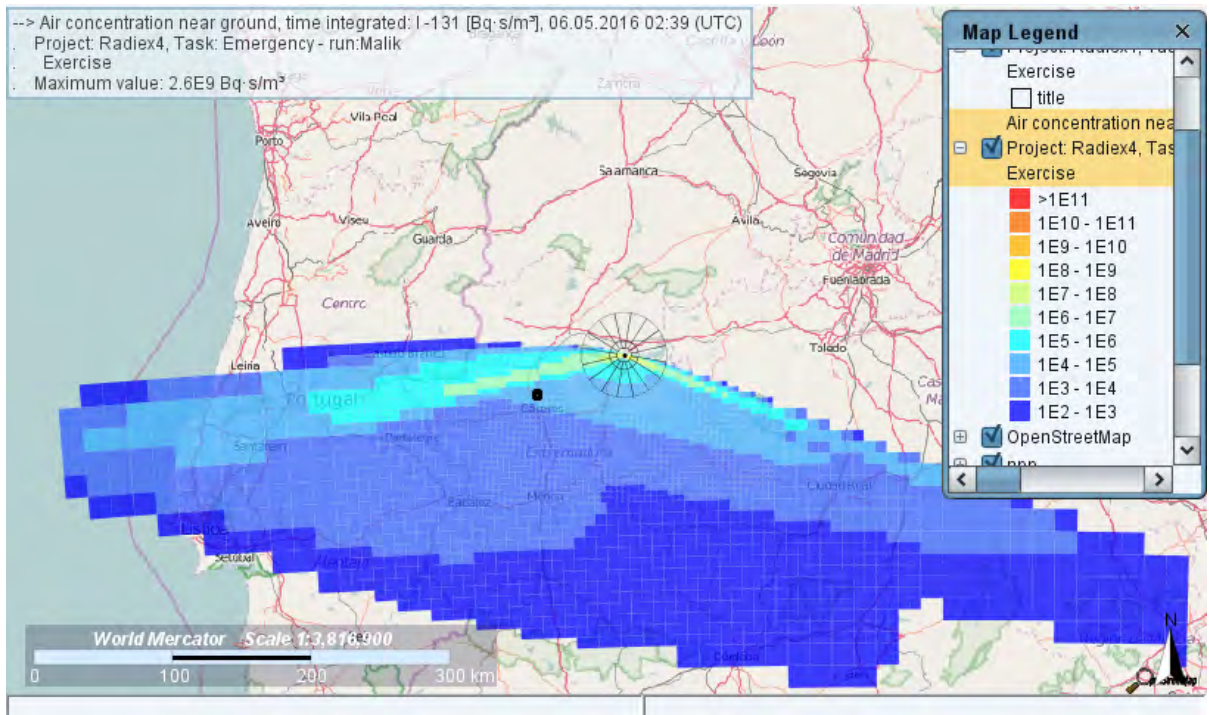 --> Air concentration near ground, time integrated: I -131 [Bq·s/m³], 06.05.2016 02:39 (UTC)
. Project: Radiex4, Task: Emergency - run:Malik
. Exercise
. Maximum value: 2.6E9 Bq·s/m³
Map Legend
Exercise
title
Air concentration nea
Project: Radiex4, Tas
Exercise
>1E11
1E10 - 1E11
1E9 - 1E10
1E8 - 1E9
1E7 - 1E8
1E6 - 1E7
1E5 - 1E6
1E4 - 1E5
1E3 - 1E4
1E2 - 1E3
OpenStreetMap
Zamora
Vila Real
Porto
Salamanca
Segovia
Aveiro
Viseu
Guarda
Avila
Comunidad
de Madrid
Fuenlabrada
Centro
Toledo
Leiria
Portugal
Cáceres
Santarém
Extremadura
Ciudad Real
Badajoz
Mérida
Setúbal
Córdoba
World Mercator Scale 1:3,816,900
0 100 200 300 km
N